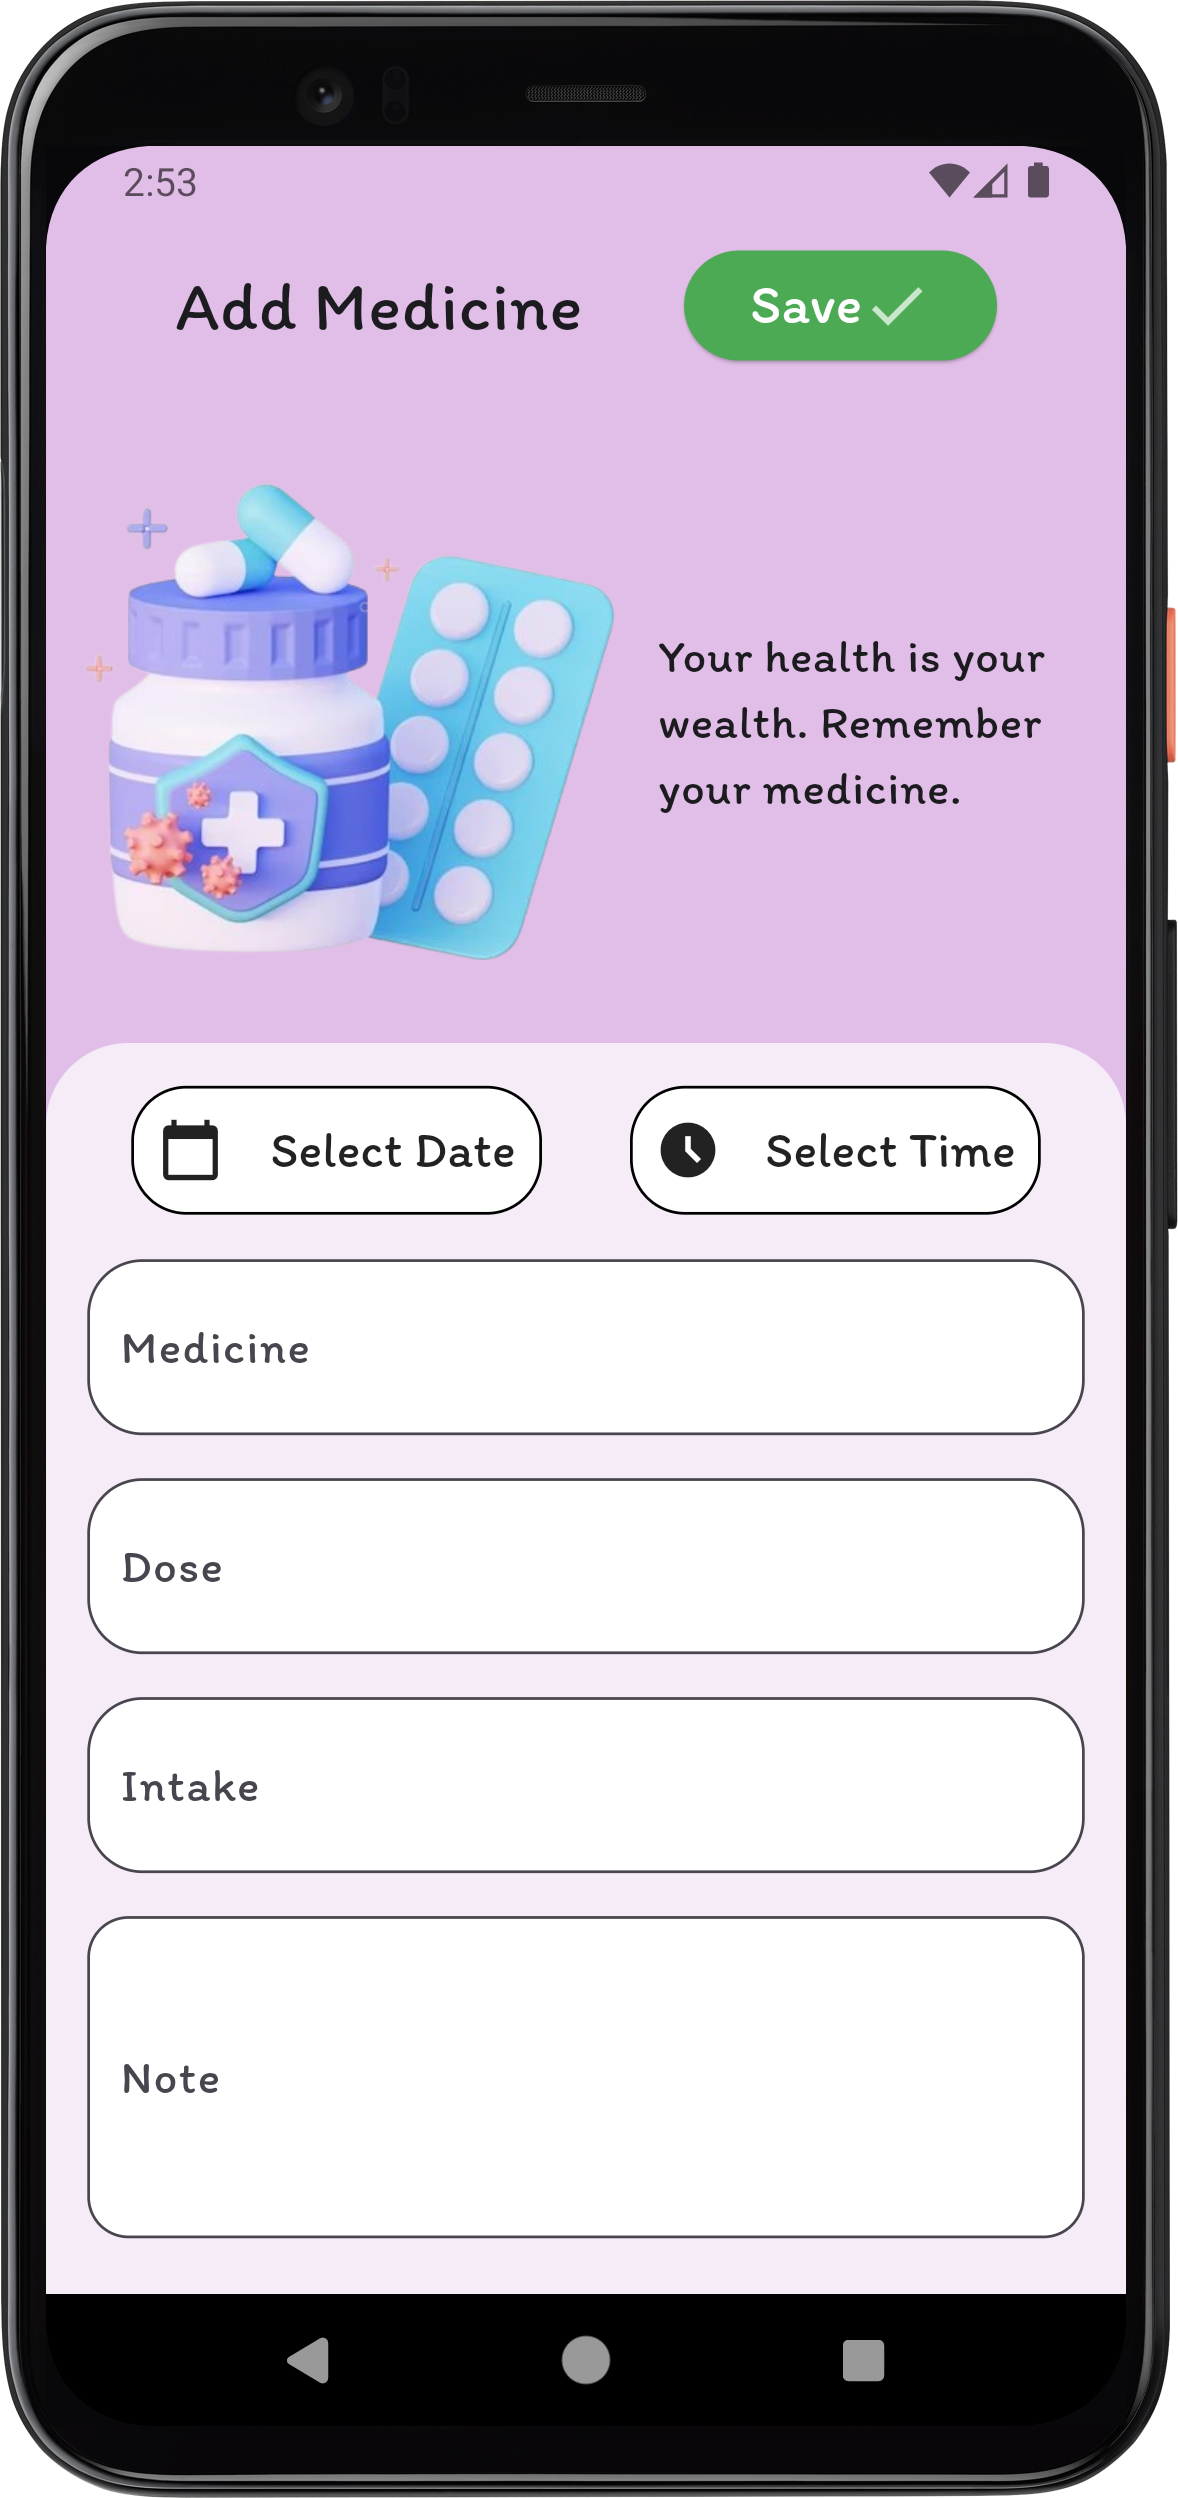 2:53
Add Medicine
Save
Your health is your
wealth. Remember
your medicine.
Select Date
Select Time
Medicine
Dose
Intake
Note